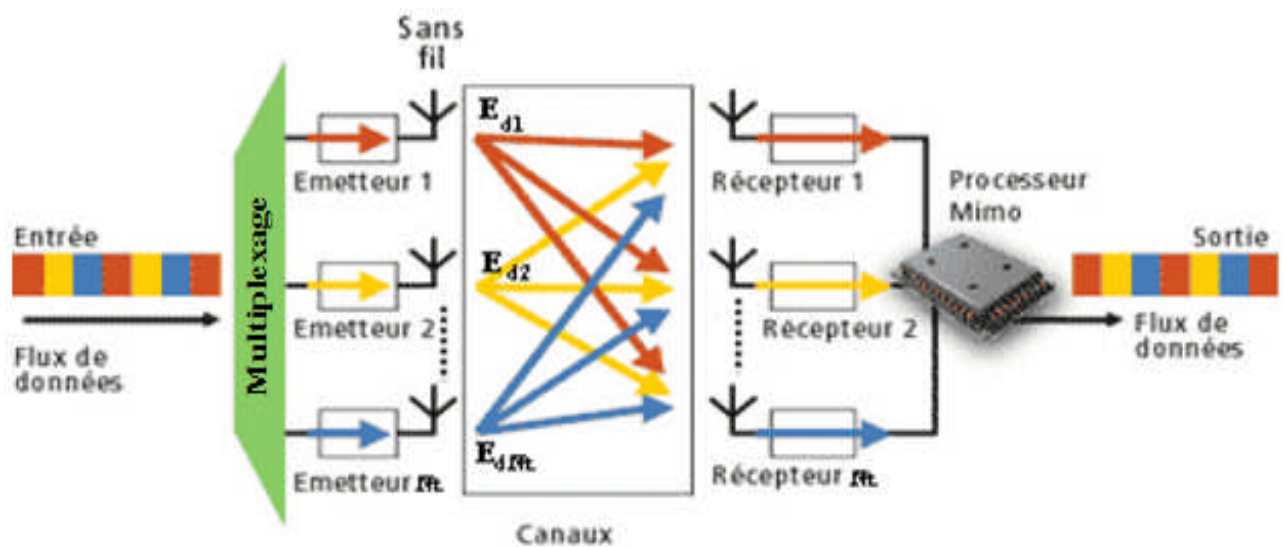 Sans
fil
E d1
Emetteur 1
Récepteur 1
Processeur
Mimo
Entrée
Multiplexage
E d2
Sortie
Emetteur 2
Récepteur 2
Flux de
données
Flux de
données
Emetteur
Récepteur
Canaux